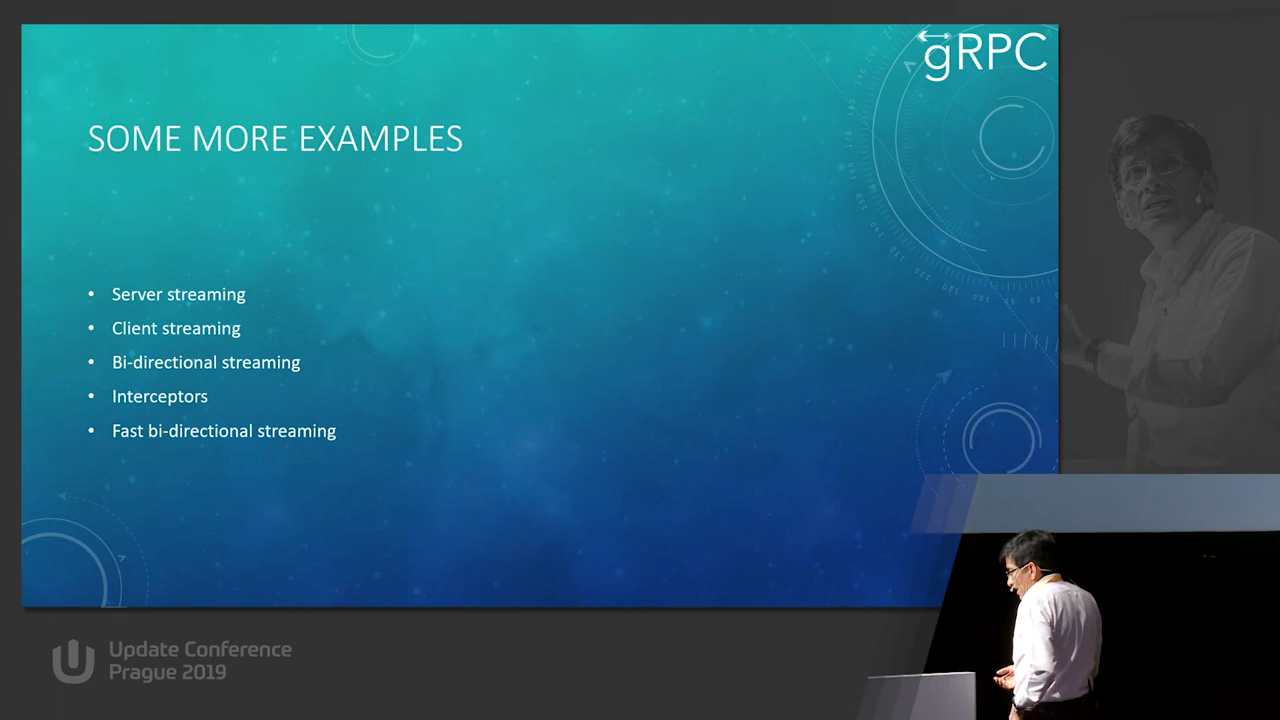 gRPC
SOME MORE EXAMPLES
• Server streaming
• Client streaming
• Bi-directional streaming
• Interceptors
• Fast bi-directional streaming
Update Conference
Prague 2019